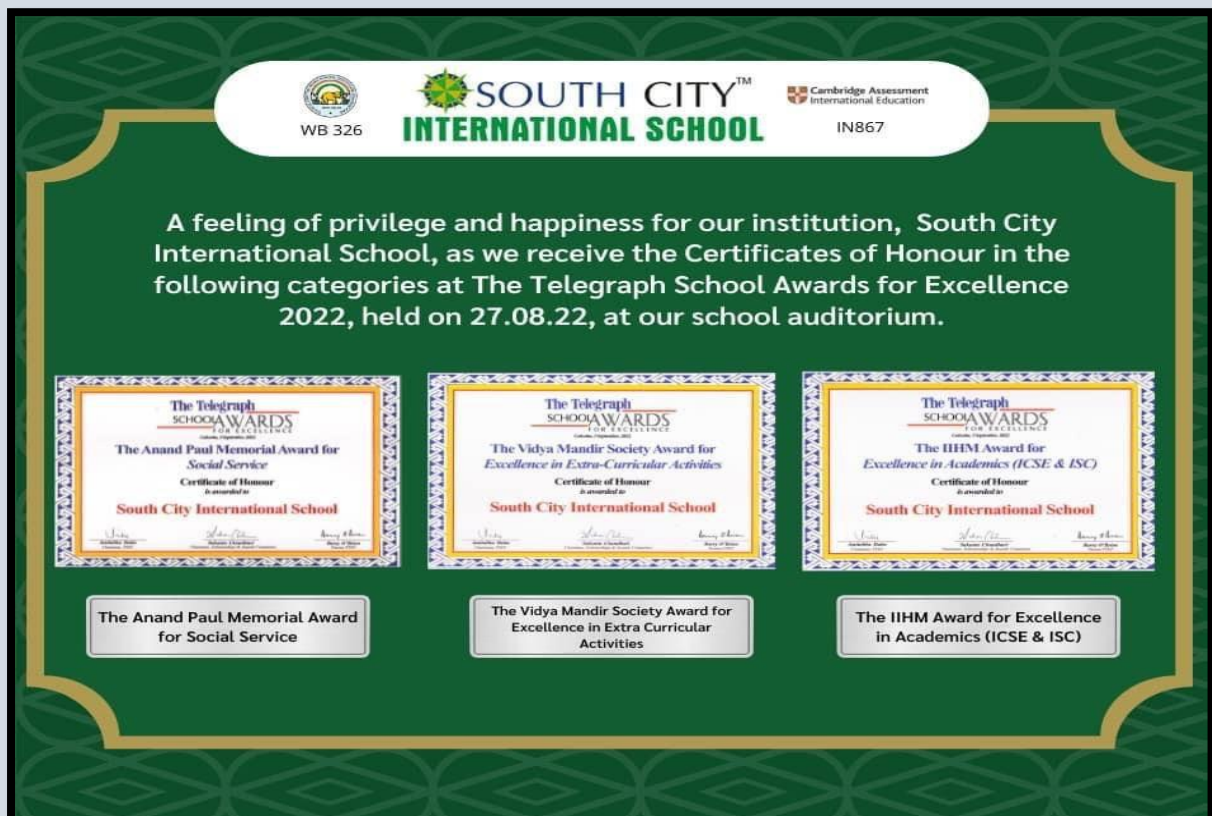 WB 326
SOUTH CITY™
INTERNATIONAL SCHOOL
Cambridge Assessment
International Education
IN867
A feeling of privilege and happiness for our institution, South City
International School, as we receive the Certificates of Honour in the
following categories at The Telegraph School Awards for Excellence
2022, held on 27.08.22, at our school auditorium.
The Telegraph
SCHOOL AWARDS
FOR EXCELLENCE
The Anand Paul Memorial Award for
Social Service
Certificate of Honour
is awarded to
South City International School
The Telegraph
SCHOOL AWARDS
FOR EXCELLENCE
The Vidya Mandir Society Award for
Excellence in Extra-Curricular Activities
Certificate of Honour
is awarded to
South City International School
The Telegraph
SCHOOL AWARDS
FOR EXCELLENCE
The IIHM Award for
Excellence in Academics (ICSE & ISC)
Certificate of Honour
is awarded to
South City International School
The Anand Paul Memorial Award
for Social Service
The Vidya Mandir Society Award for
Excellence in Extra Curricular
Activities
The IIHM Award for Excellence
in Academics (ICSE & ISC)